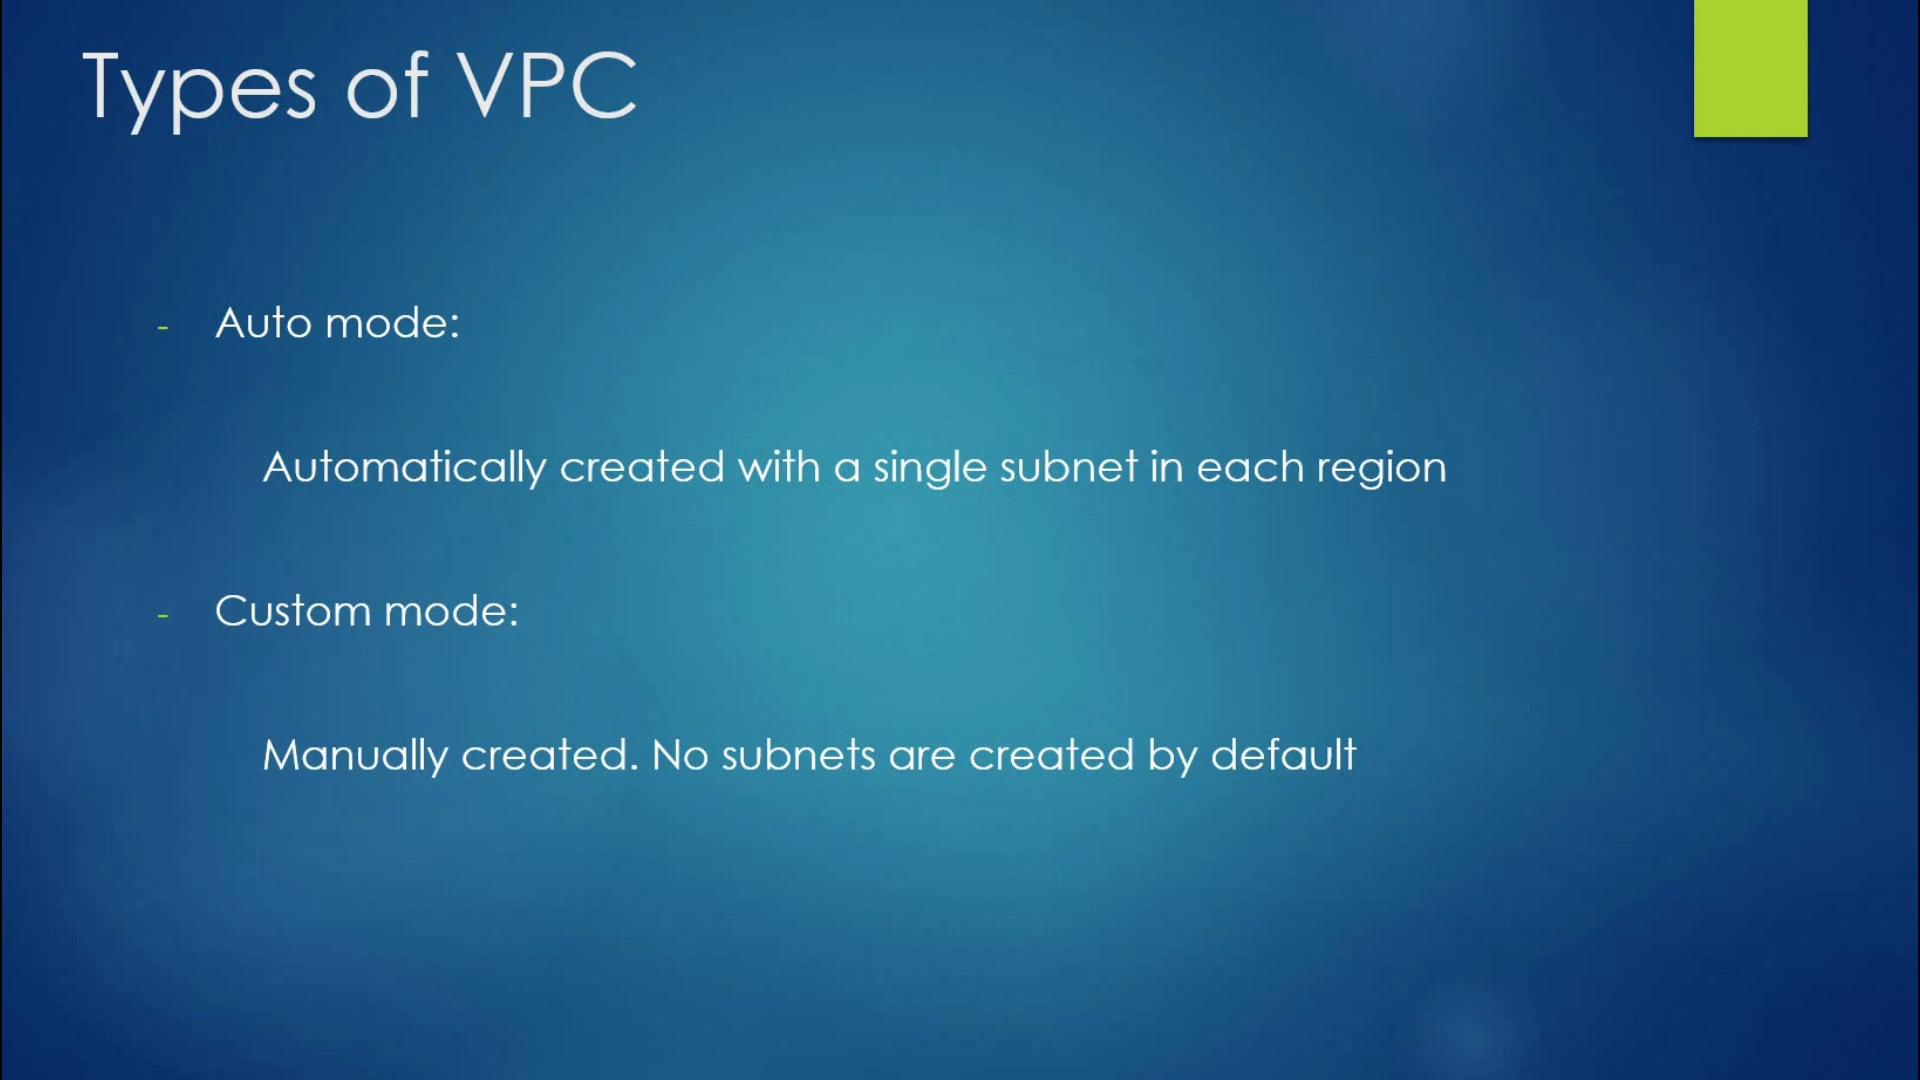 Types of VPC
- Auto mode:
Automatically created with a single subnet in each region
- Custom mode:
Manually created. No subnets are created by default